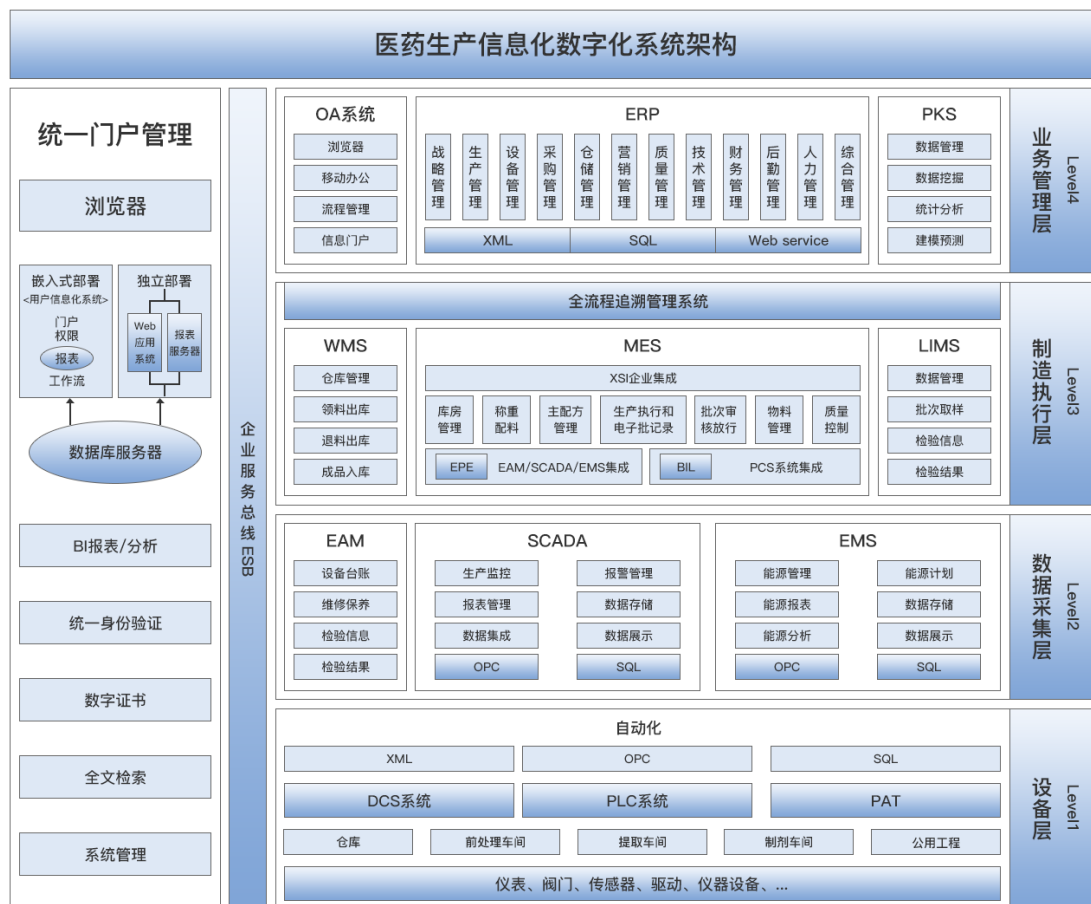 医药生产信息化数字化系统架构
统一门户管理
浏览器
嵌入式部署
<用户信息化系统>
门户
权限
报表
工作流
独立部署
Web
应用
系统
报表
服务器
数据库服务器
BI报表/分析
统一身份验证
数字证书
全文检索
系统管理
企业服务总线 ESB
OA系统
浏览器
移动办公
流程管理
信息门户
ERP
战略管理
生产管理
设备管理
采购管理
仓储管理
营销管理
质量管理
技术管理
财务管理
后勤管理
人力管理
综合管理
XML
SQL
Web service
PKS
数据管理
数据挖掘
统计分析
建模预测
业务管理层
Level4
全流程追溯管理系统
WMS
仓库管理
领料出库
退料出库
成品入库
MES
XSI企业集成
库房
管理
称重
配料
主配方
管理
生产执行和
电子批记录
批次审
核放行
物料
管理
质量
控制
EPE
EAM/SCADA/EMS集成
BIL
PCS系统集成
LIMS
数据管理
批次取样
检验信息
检验结果
制造执行层
Level3
EAM
设备台账
维修保养
检验信息
检验结果
SCADA
生产监控
报警管理
报表管理
数据存储
数据集成
数据展示
OPC
SQL
EMS
能源管理
能源计划
能源报表
数据存储
能源分析
数据展示
OPC
SQL
数据采集层
Level2
自动化
XML
OPC
SQL
DCS系统
PLC系统
PAT
仓库
前处理车间
提取车间
制剂车间
公用工程
仪表、阀门、传感器、驱动、仪器设备、...
设备层
Level1